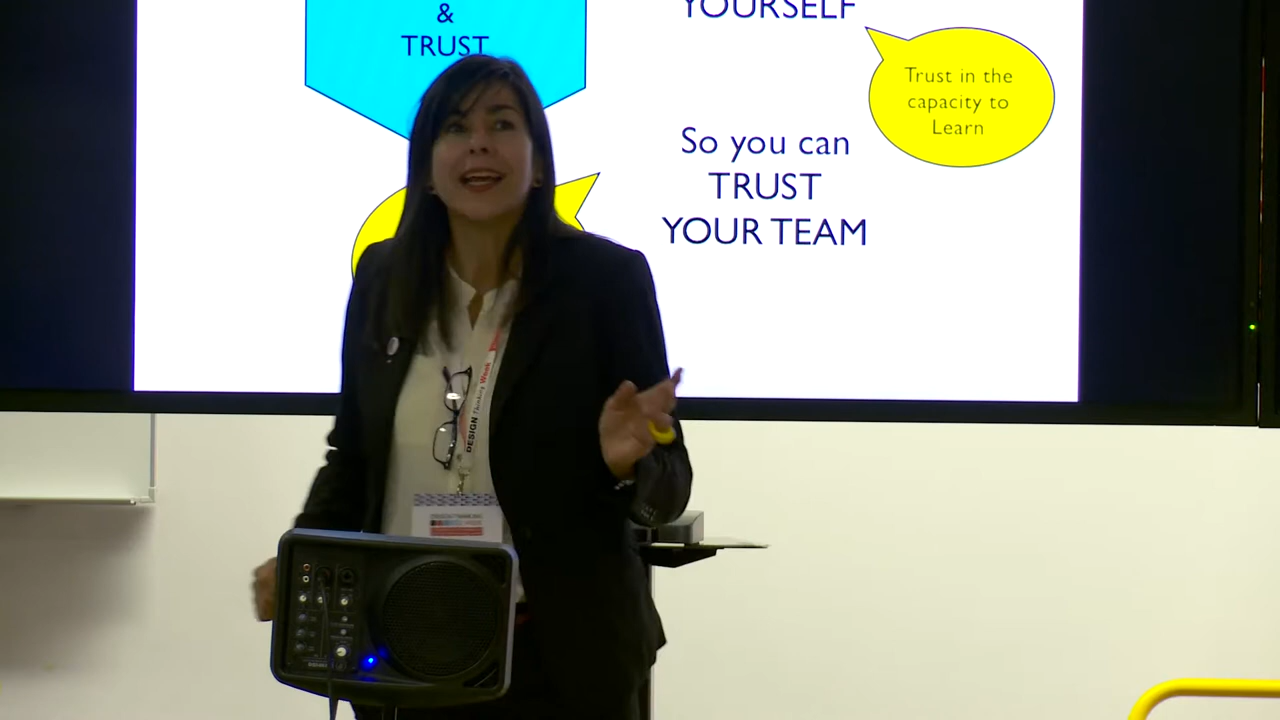 &
TRUST
YOURSELF
Trust in the
capacity to
Learn
So you can
TRUST
YOUR TEAM
DESIGN Thinking Week